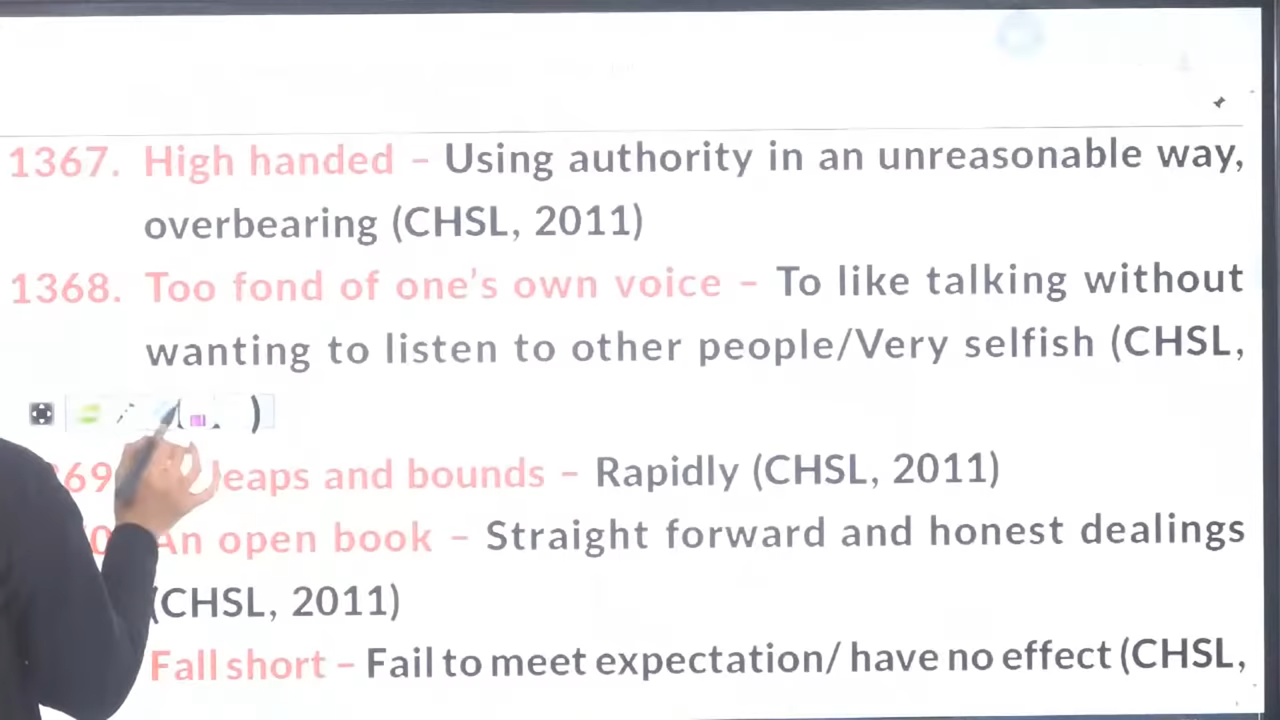 1367. High handed – Using authority in an unreasonable way,
overbearing (CHSL, 2011)
1368. Too fond of one's own voice – To like talking without
wanting to listen to other people/Very selfish (CHSL,
)
69 leaps and bounds – Rapidly (CHSL, 2011)
0 An open book – Straight forward and honest dealings
(CHSL, 2011)
Fall short – Fail to meet expectation/ have no effect (CHSL,